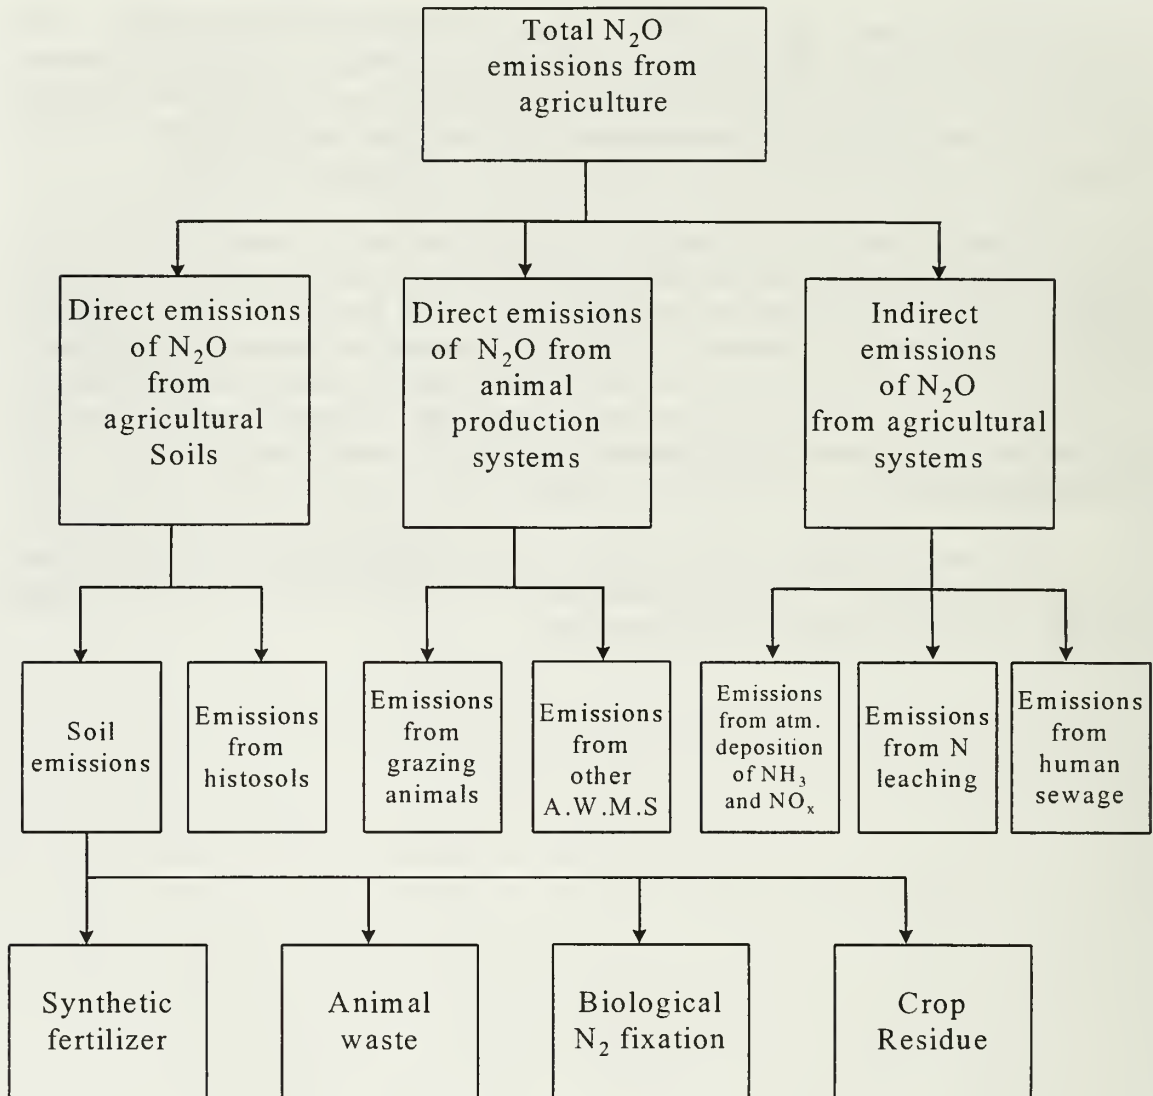 Total N₂O
emissions from
agriculture
Direct emissions
of N₂O
from
agricultural
Soils
Direct emissions
of N₂O from
animal
production
systems
Indirect
emissions
of N₂O
from agricultural
systems
Soil
emissions
Emissions
from
histosols
Emissions
from
grazing
animals
Emissions
from
other
A.W.M.S
Emissions
from atm.
deposition
of NH₃
and NOₓ
Emissions
from N
leaching
Emissions
from
human
sewage
Synthetic
fertilizer
Animal
waste
Biological
N₂ fixation
Crop
Residue